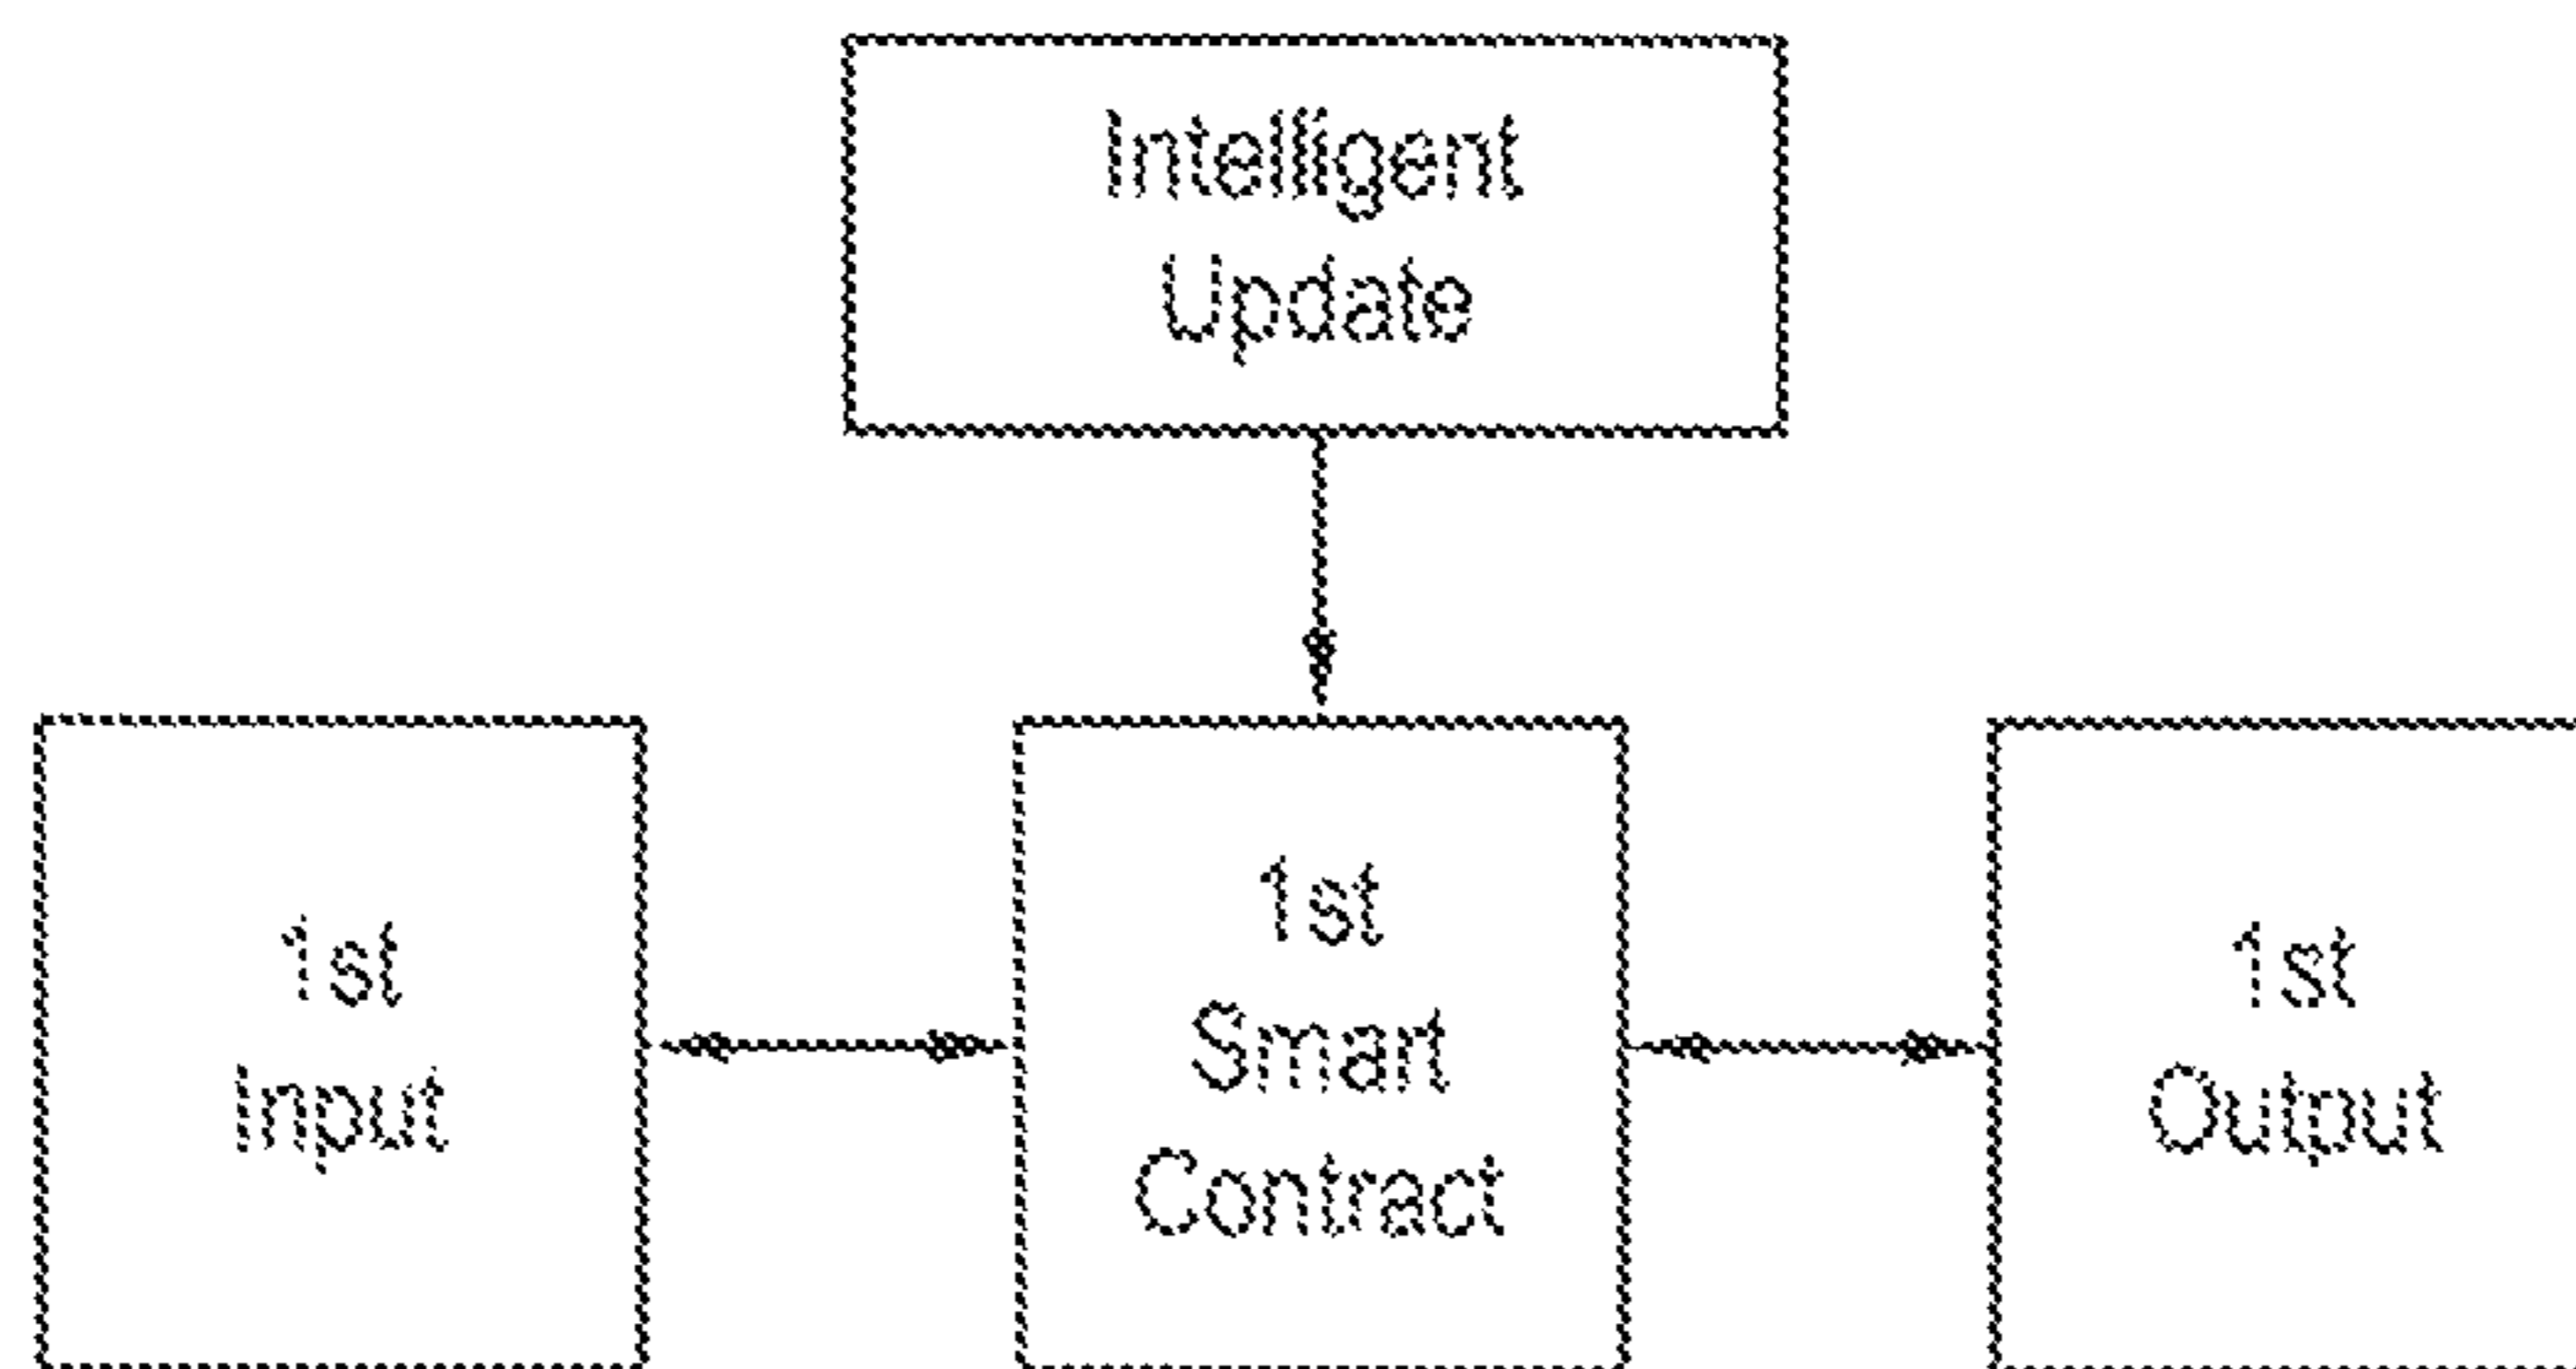 Intelligent
Update
1st
Input
1st
Smart
Contract
1st
Output